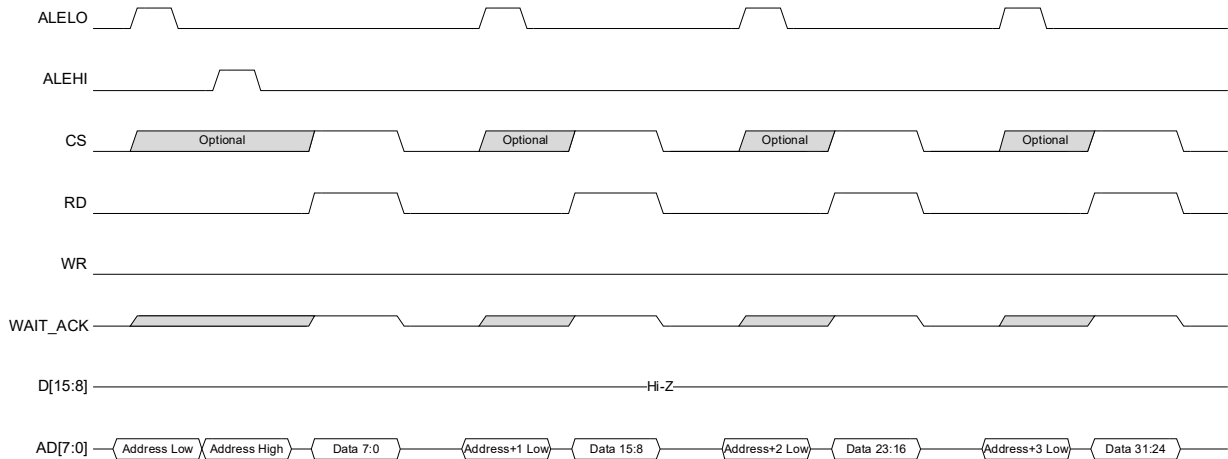 ALELO
ALEHI
CS Optional Optional Optional Optional
RD
WR
WAIT_ACK
D[15:8] Hi-Z
AD[7:0] Address Low Address High Data 7:0 Address+1 Low Data 15:8 Address+2 Low Data 23:16 Address+3 Low Data 31:24